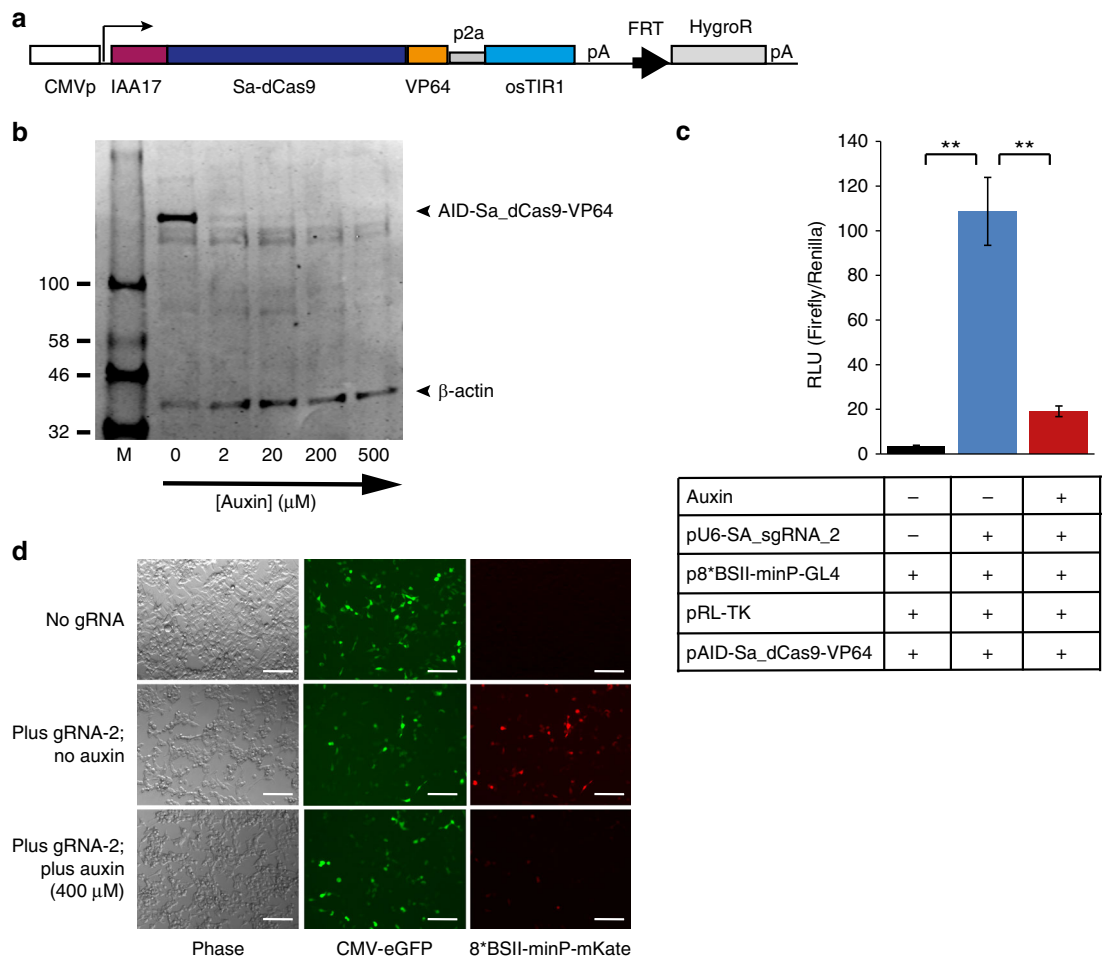 a
p2a
FRT
HygroR
pA
pA
CMVp
IAA17
Sa-dCas9
VP64
osTIR1
b
AID-Sa_dCas9-VP64
100
58
46
β-actin
32
M 0 2 20 200 500
[Auxin] (μM)
c
140
120
100
80
60
40
20
0
RLU (Firefly/Renilla)
** **
Auxin – – +
pU6-SA_sgRNA_2 – + +
p8*BSII-minP-GL4 + + +
pRL-TK + + +
pAID-Sa_dCas9-VP64 + + +
d
No gRNA
Plus gRNA-2;
no auxin
Plus gRNA-2;
plus auxin
(400 μM)
Phase
CMV-eGFP
8*BSII-minP-mKate